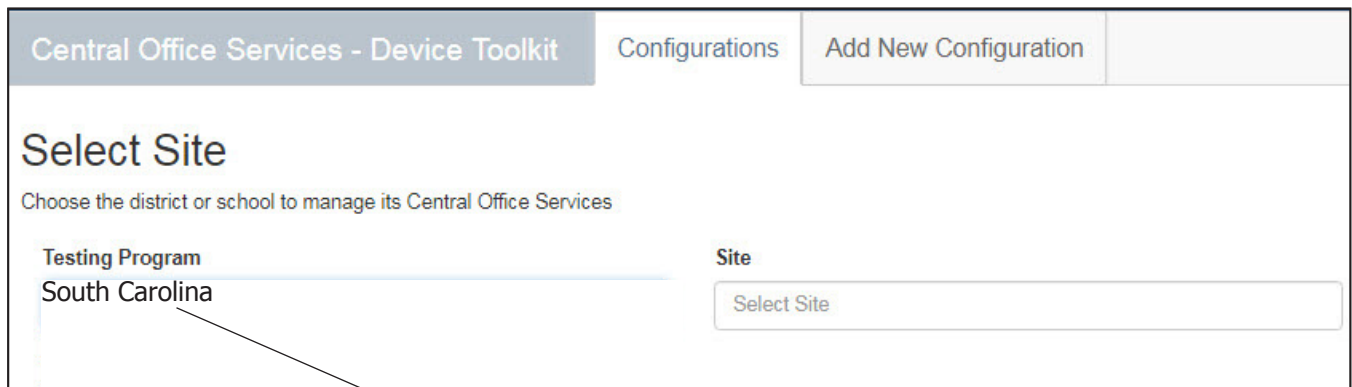 Central Office Services - Device Toolkit
Configurations
Add New Configuration
Select Site
Choose the district or school to manage its Central Office Services
Testing Program
Site
South Carolina
Select Site